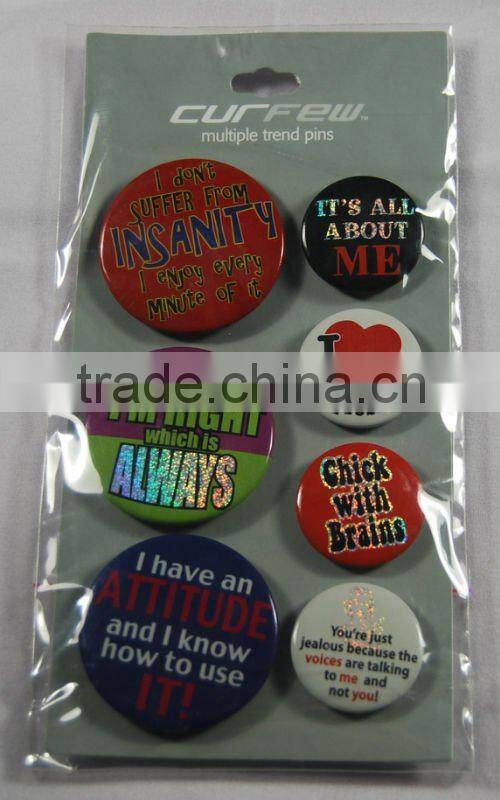 curfew™
multiple trend pins
I don't
SUFFER FROM
INSANITY
I enjoy every
MINUTE OF it
IT'S ALL
ABOUT
ME
I
trade.china.cn
I'M RIGHT
which is
ALWAYS
Chick
with
Brains
I have an
ATTITUDE
and I know
how to use
IT!
You're just
jealous because the
voices are talking
to me and
not you!